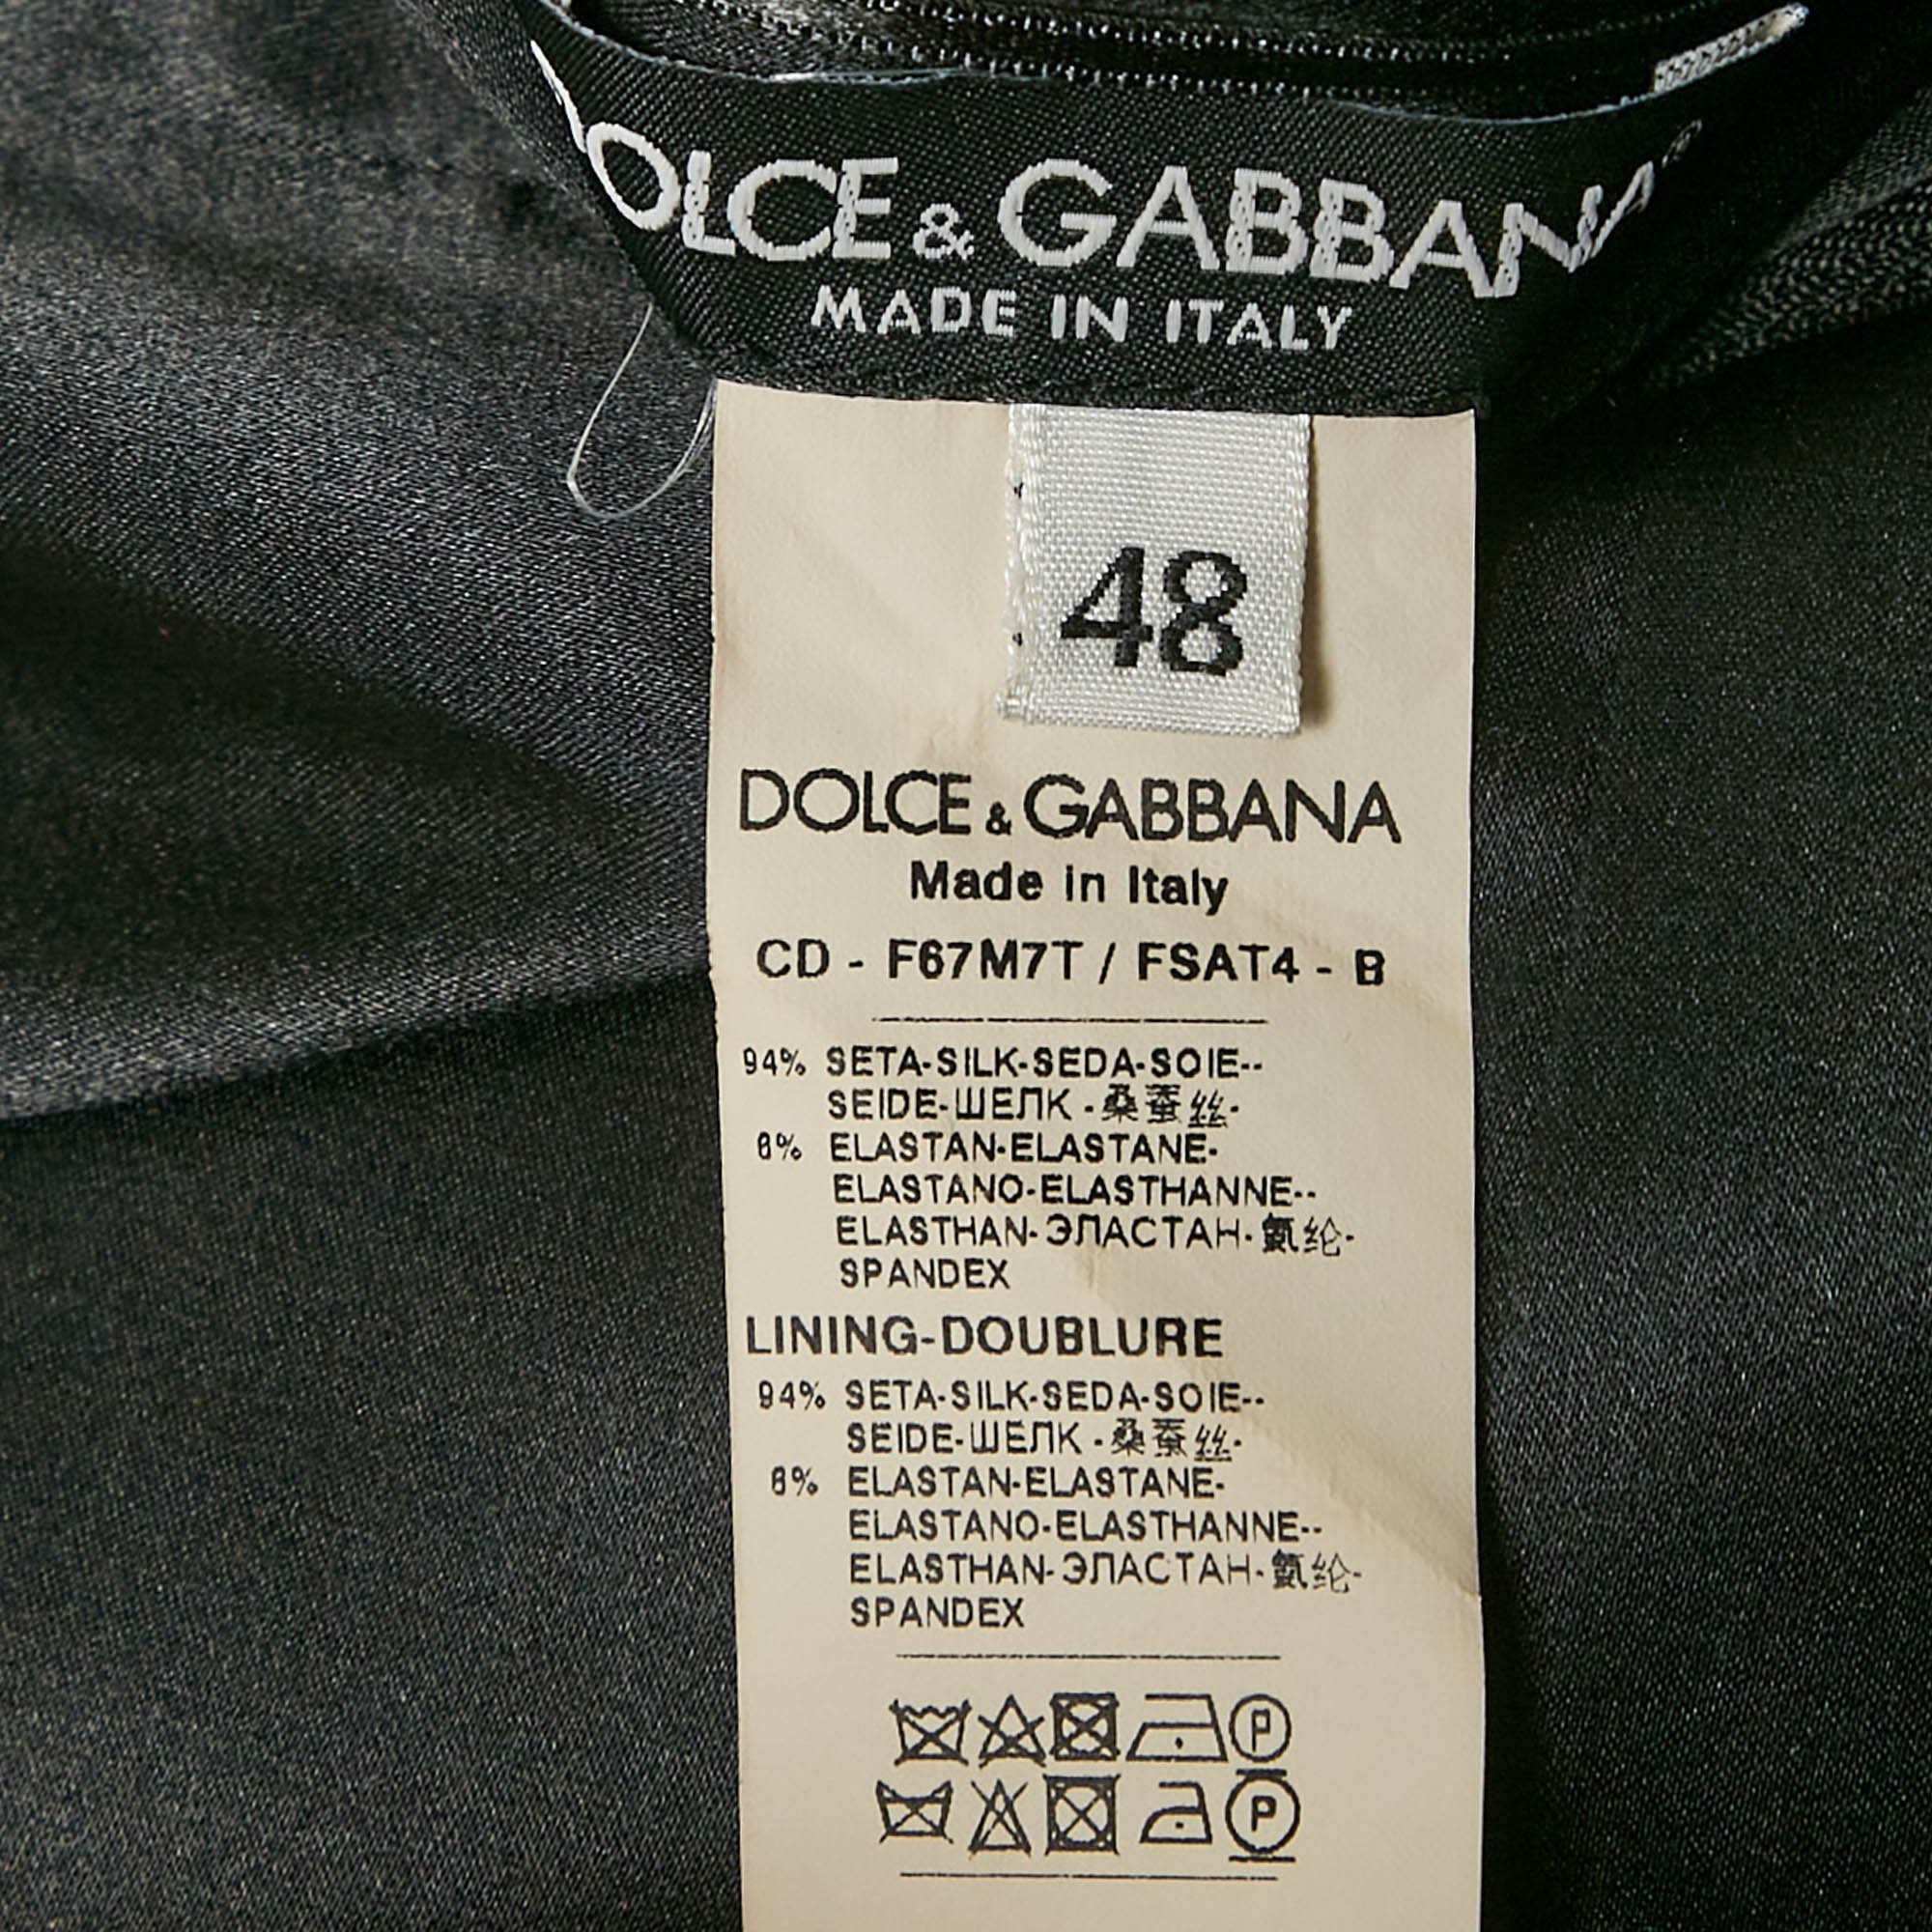 DOLCE & GABBANA
MADE IN ITALY
48
DOLCE & GABBANA
Made in Italy
CD - F67M7T / FSAT4 - B
94% SETA-SILK-SEDA-SOIE--
SEIDE-ШЕЛК -桑蚕丝-
6% ELASTAN-ELASTANE-
ELASTANO-ELASTHANNE--
ELASTHAN-ЭЛАСТАН-氨纶-
SPANDEX
LINING-DOUBLURE
94% SETA-SILK-SEDA-SOIE--
SEIDE-ШЕЛК -桑蚕丝-
6% ELASTAN-ELASTANE-
ELASTANO-ELASTHANNE--
ELASTHAN-ЭЛАСТАН-氨纶-
SPANDEX
P
P